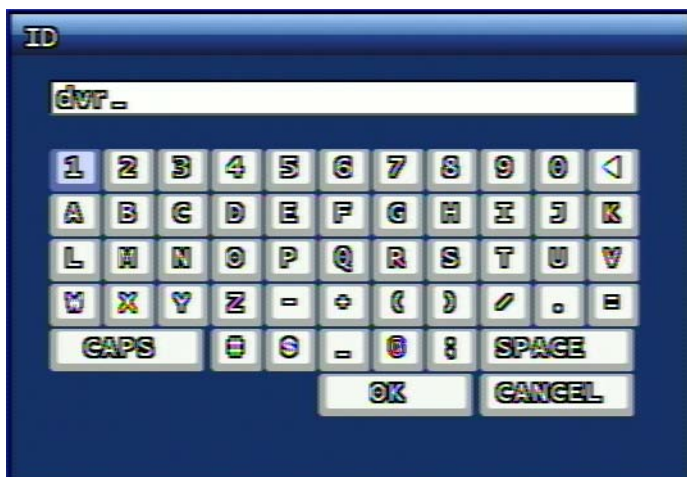 ID
dvr_
1 2 3 4 5 6 7 8 9 0
A B C D E F G H I J K
L M N O P Q R S T U V
W X Y Z - + ( ) / . =
CAPS _ @ : SPACE
OK CANCEL